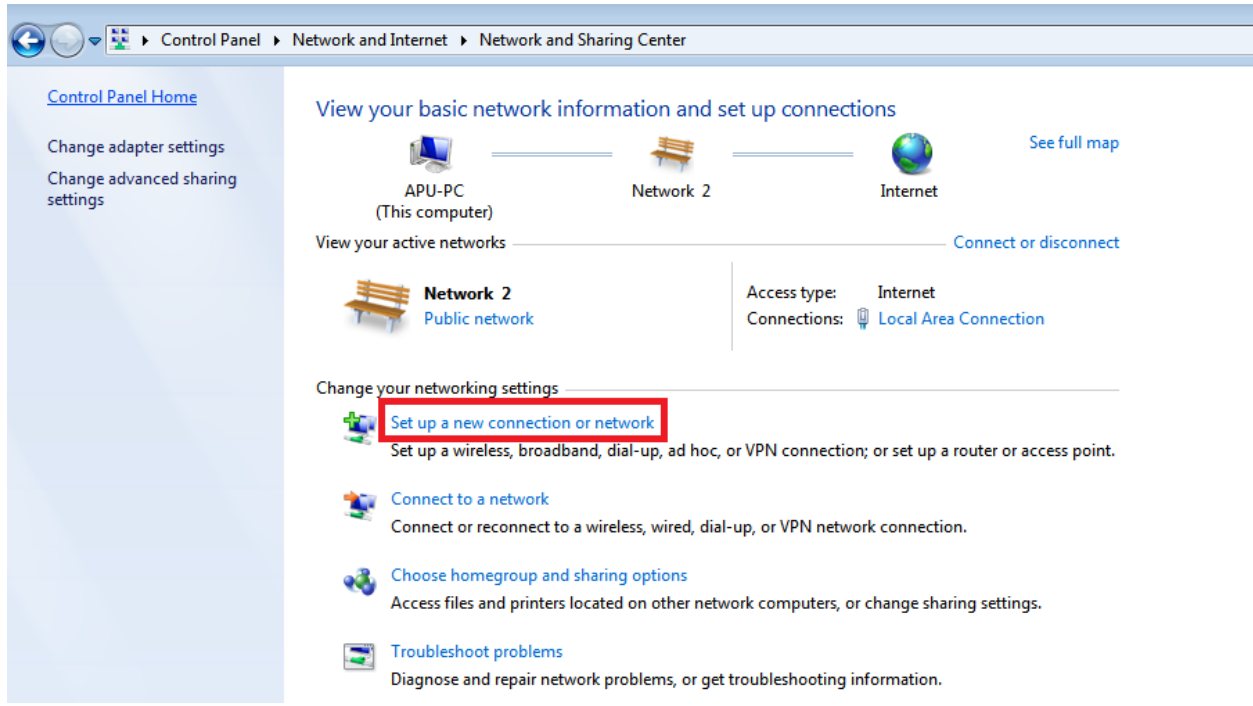 Control Panel Network and Internet Network and Sharing Center
Control Panel Home
Change adapter settings
Change advanced sharing
settings
View your basic network information and set up connections
See full map
APU-PC
(This computer)
Network 2
Internet
View your active networks
Connect or disconnect
Network 2
Public network
Access type: Internet
Connections: Local Area Connection
Change your networking settings
Set up a new connection or network
Set up a wireless, broadband, dial-up, ad hoc, or VPN connection; or set up a router or access point.
Connect to a network
Connect or reconnect to a wireless, wired, dial-up, or VPN network connection.
Choose homegroup and sharing options
Access files and printers located on other network computers, or change sharing settings.
Troubleshoot problems
Diagnose and repair network problems, or get troubleshooting information.